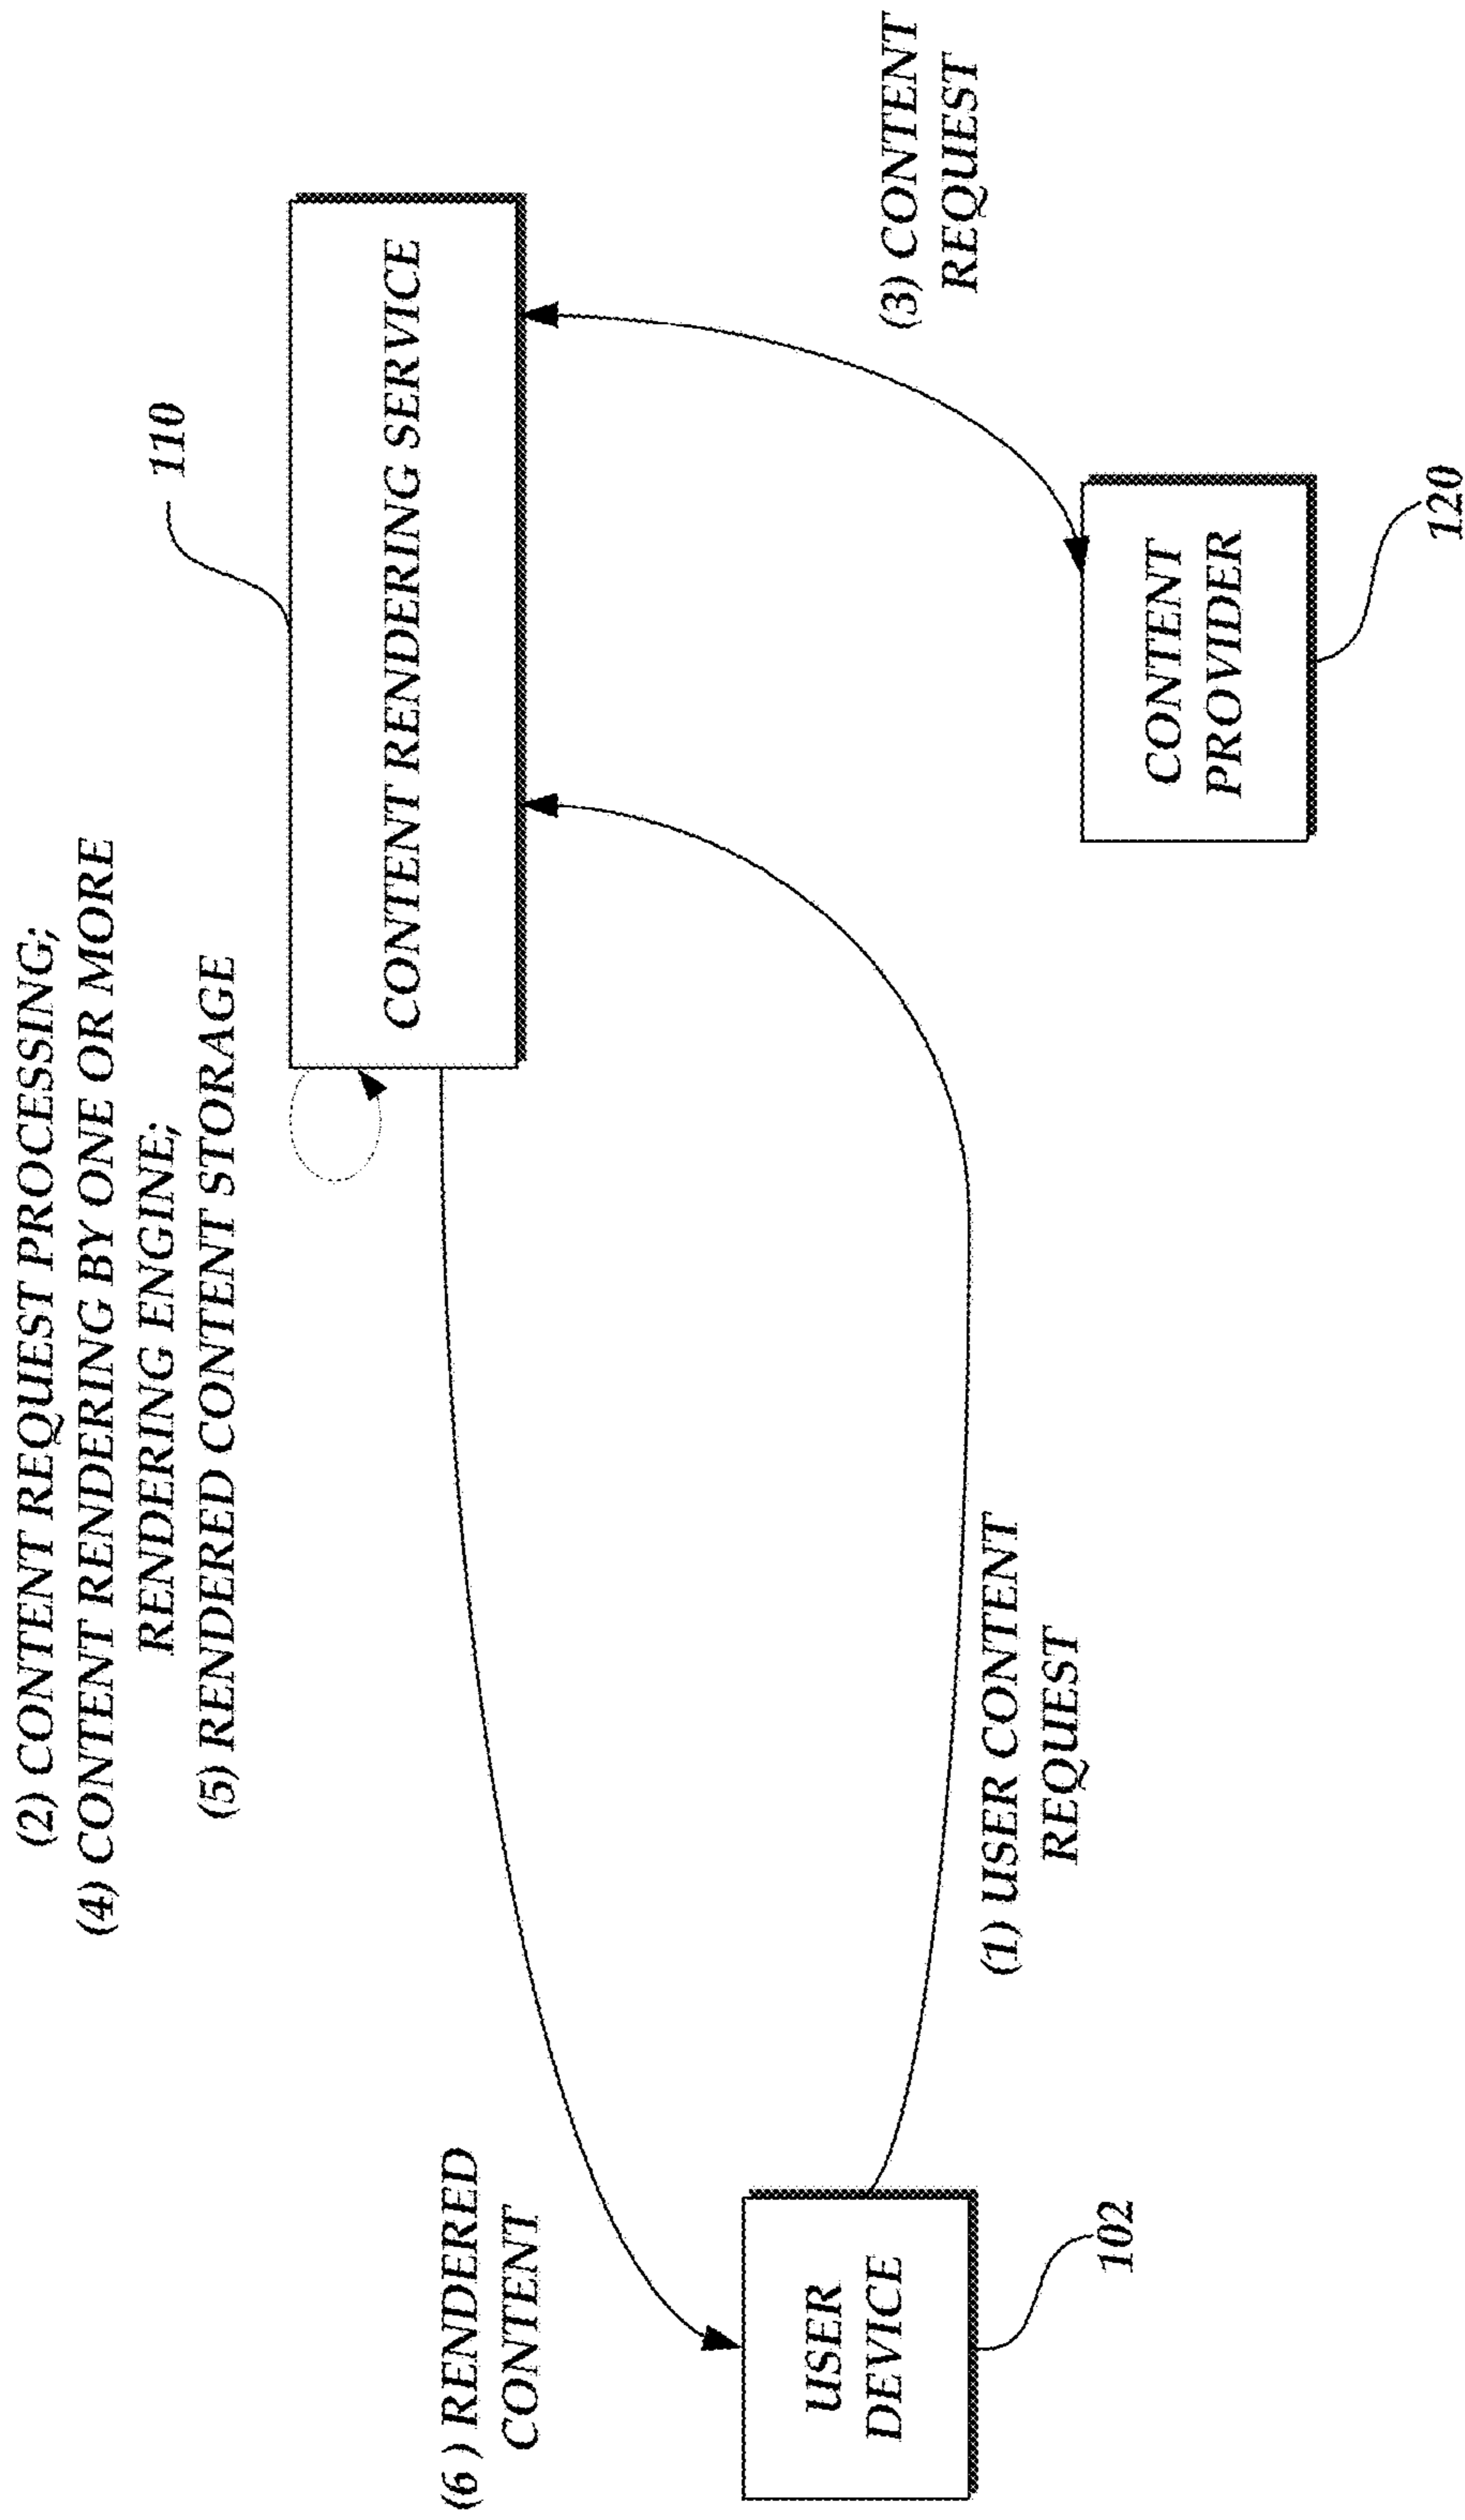 (2) CONTENT REQUEST PROCESSING;
(4) CONTENT RENDERING BY ONE OR MORE
RENDERING ENGINE;
(5) RENDERED CONTENT STORAGE
110
CONTENT RENDERING SERVICE
(6 ) RENDERED
CONTENT
USER
DEVICE
102
(1) USER CONTENT
REQUEST
(3) CONTENT
REQUEST
CONTENT
PROVIDER
120